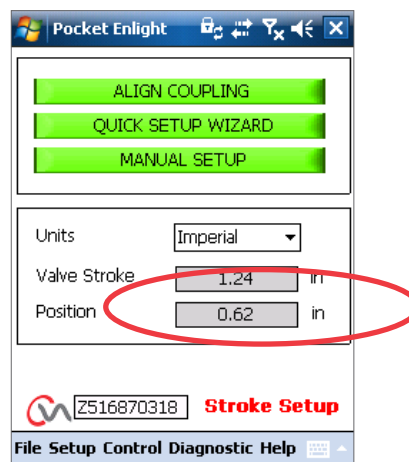 Pocket Enlight
ALIGN COUPLING
QUICK SETUP WIZARD
MANUAL SETUP
Units Imperial
Valve Stroke 1.24 in
Position 0.62 in
Z516870318 Stroke Setup
File Setup Control Diagnostic Help